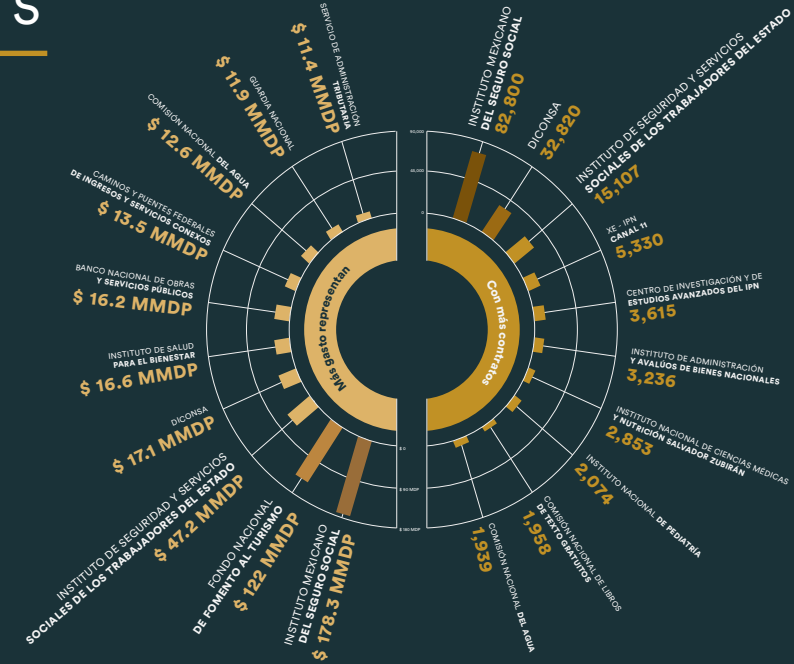 S
SERVICIO DE ADMINISTRACIÓN
TRIBUTARIA
$ 11.4 MMDP
GUARDIA NACIONAL
$ 11.9 MMDP
COMISIÓN NACIONAL DEL AGUA
$ 12.6 MMDP
CAMINOS Y PUENTES FEDERALES
DE INGRESOS Y SERVICIOS CONEXOS
$ 13.5 MMDP
BANCO NACIONAL DE OBRAS
Y SERVICIOS PÚBLICOS
$ 16.2 MMDP
INSTITUTO DE SALUD
PARA EL BIENESTAR
$ 16.6 MMDP
DICONSA
$ 17.1 MMDP
INSTITUTO DE SEGURIDAD Y SERVICIOS
SOCIALES DE LOS TRABAJADORES DEL ESTADO
$ 47.2 MMDP
FONDO NACIONAL
DE FOMENTO AL TURISMO
$ 122 MMDP
INSTITUTO MEXICANO
DEL SEGURO SOCIAL
$ 178.3 MMDP
Más gasto representan
$ 0
$ 90 MDP
$ 180 MDP
90,000
45,000
0
Con más contratos
INSTITUTO MEXICANO
DEL SEGURO SOCIAL
82,800
DICONSA
32,820
INSTITUTO DE SEGURIDAD Y SERVICIOS
SOCIALES DE LOS TRABAJADORES DEL ESTADO
15,107
XE - IPN
CANAL 11
5,330
CENTRO DE INVESTIGACIÓN Y DE
ESTUDIOS AVANZADOS DEL IPN
3,615
INSTITUTO DE ADMINISTRACIÓN
Y AVALÚOS DE BIENES NACIONALES
3,236
INSTITUTO NACIONAL DE CIENCIAS MÉDICAS
Y NUTRICIÓN SALVADOR ZUBIRÁN
2,853
INSTITUTO NACIONAL DE PEDIATRÍA
2,074
COMISIÓN NACIONAL DE LIBROS
DE TEXTO GRATUITOS
1,958
COMISIÓN NACIONAL DEL AGUA
1,939